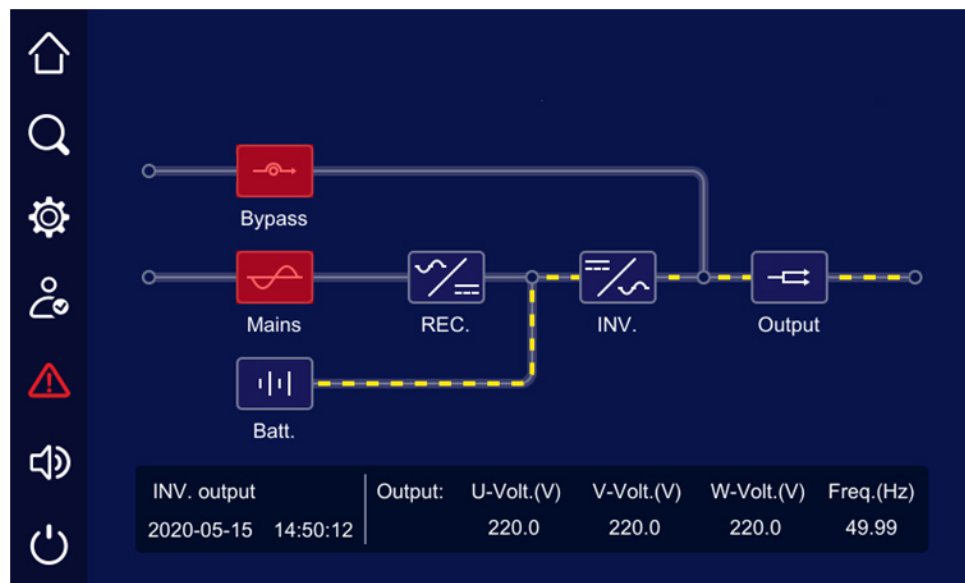 Bypass
Mains
REC.
INV.
Output
Batt.
INV. output
Output: U-Volt.(V) V-Volt.(V) W-Volt.(V) Freq.(Hz)
2020-05-15 14:50:12
220.0 220.0 220.0 49.99